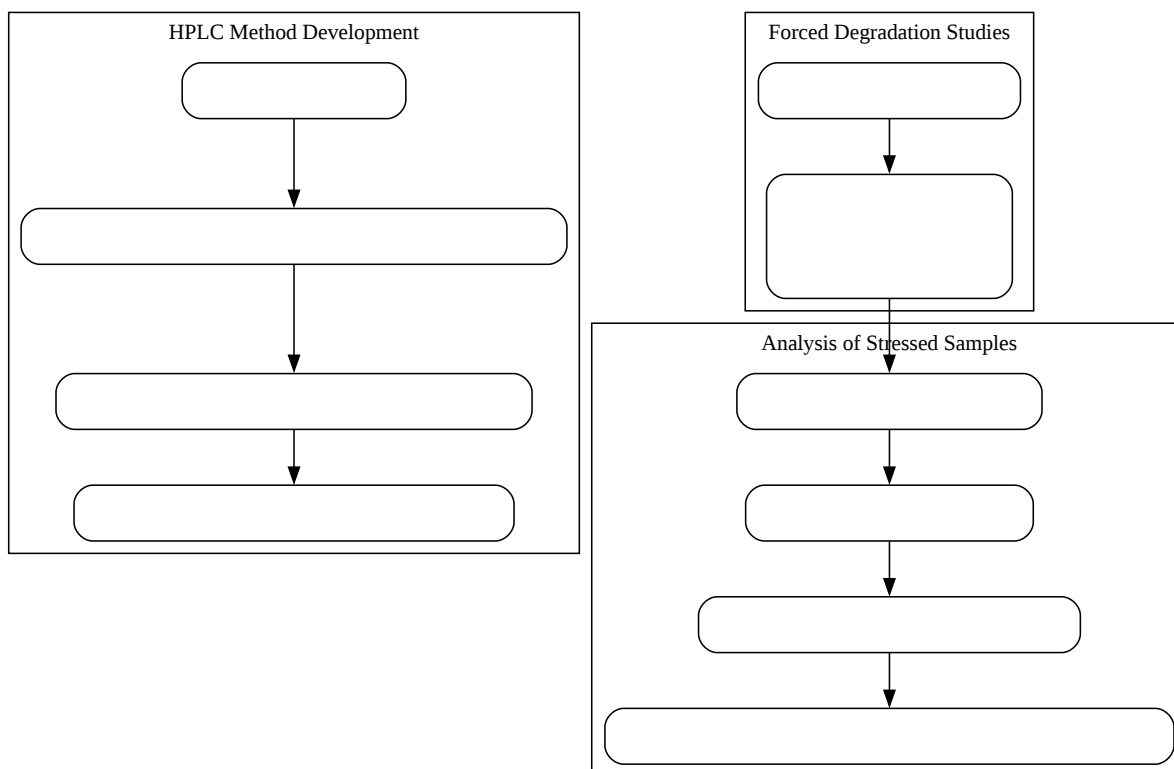 HPLC Method Development
Forced Degradation Studies
Analysis of Stressed Samples